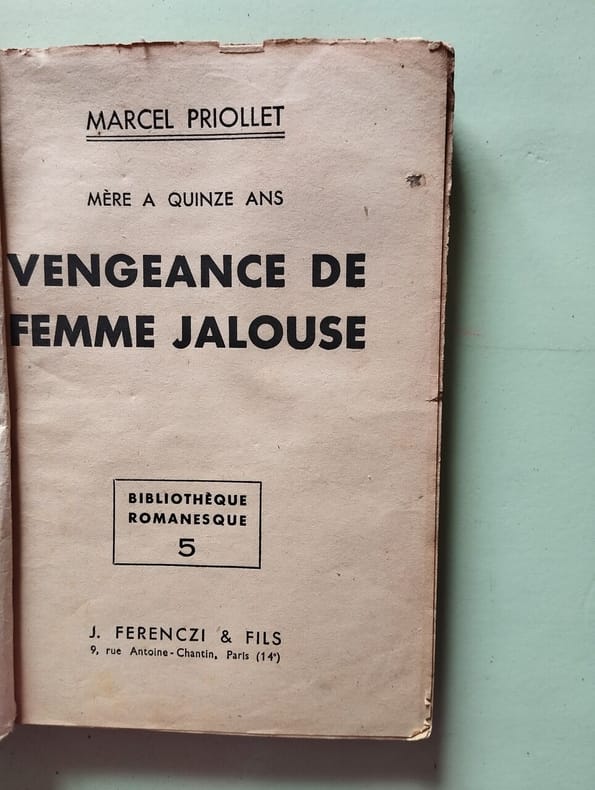 MARCEL PRIOLLET
MÈRE A QUINZE ANS
VENGEANCE DE
FEMME JALOUSE
BIBLIOTHÈQUE
ROMANESQUE
5
J. FERENCZI & FILS
9, rue Antoine-Chantin, Paris (14ᵉ)